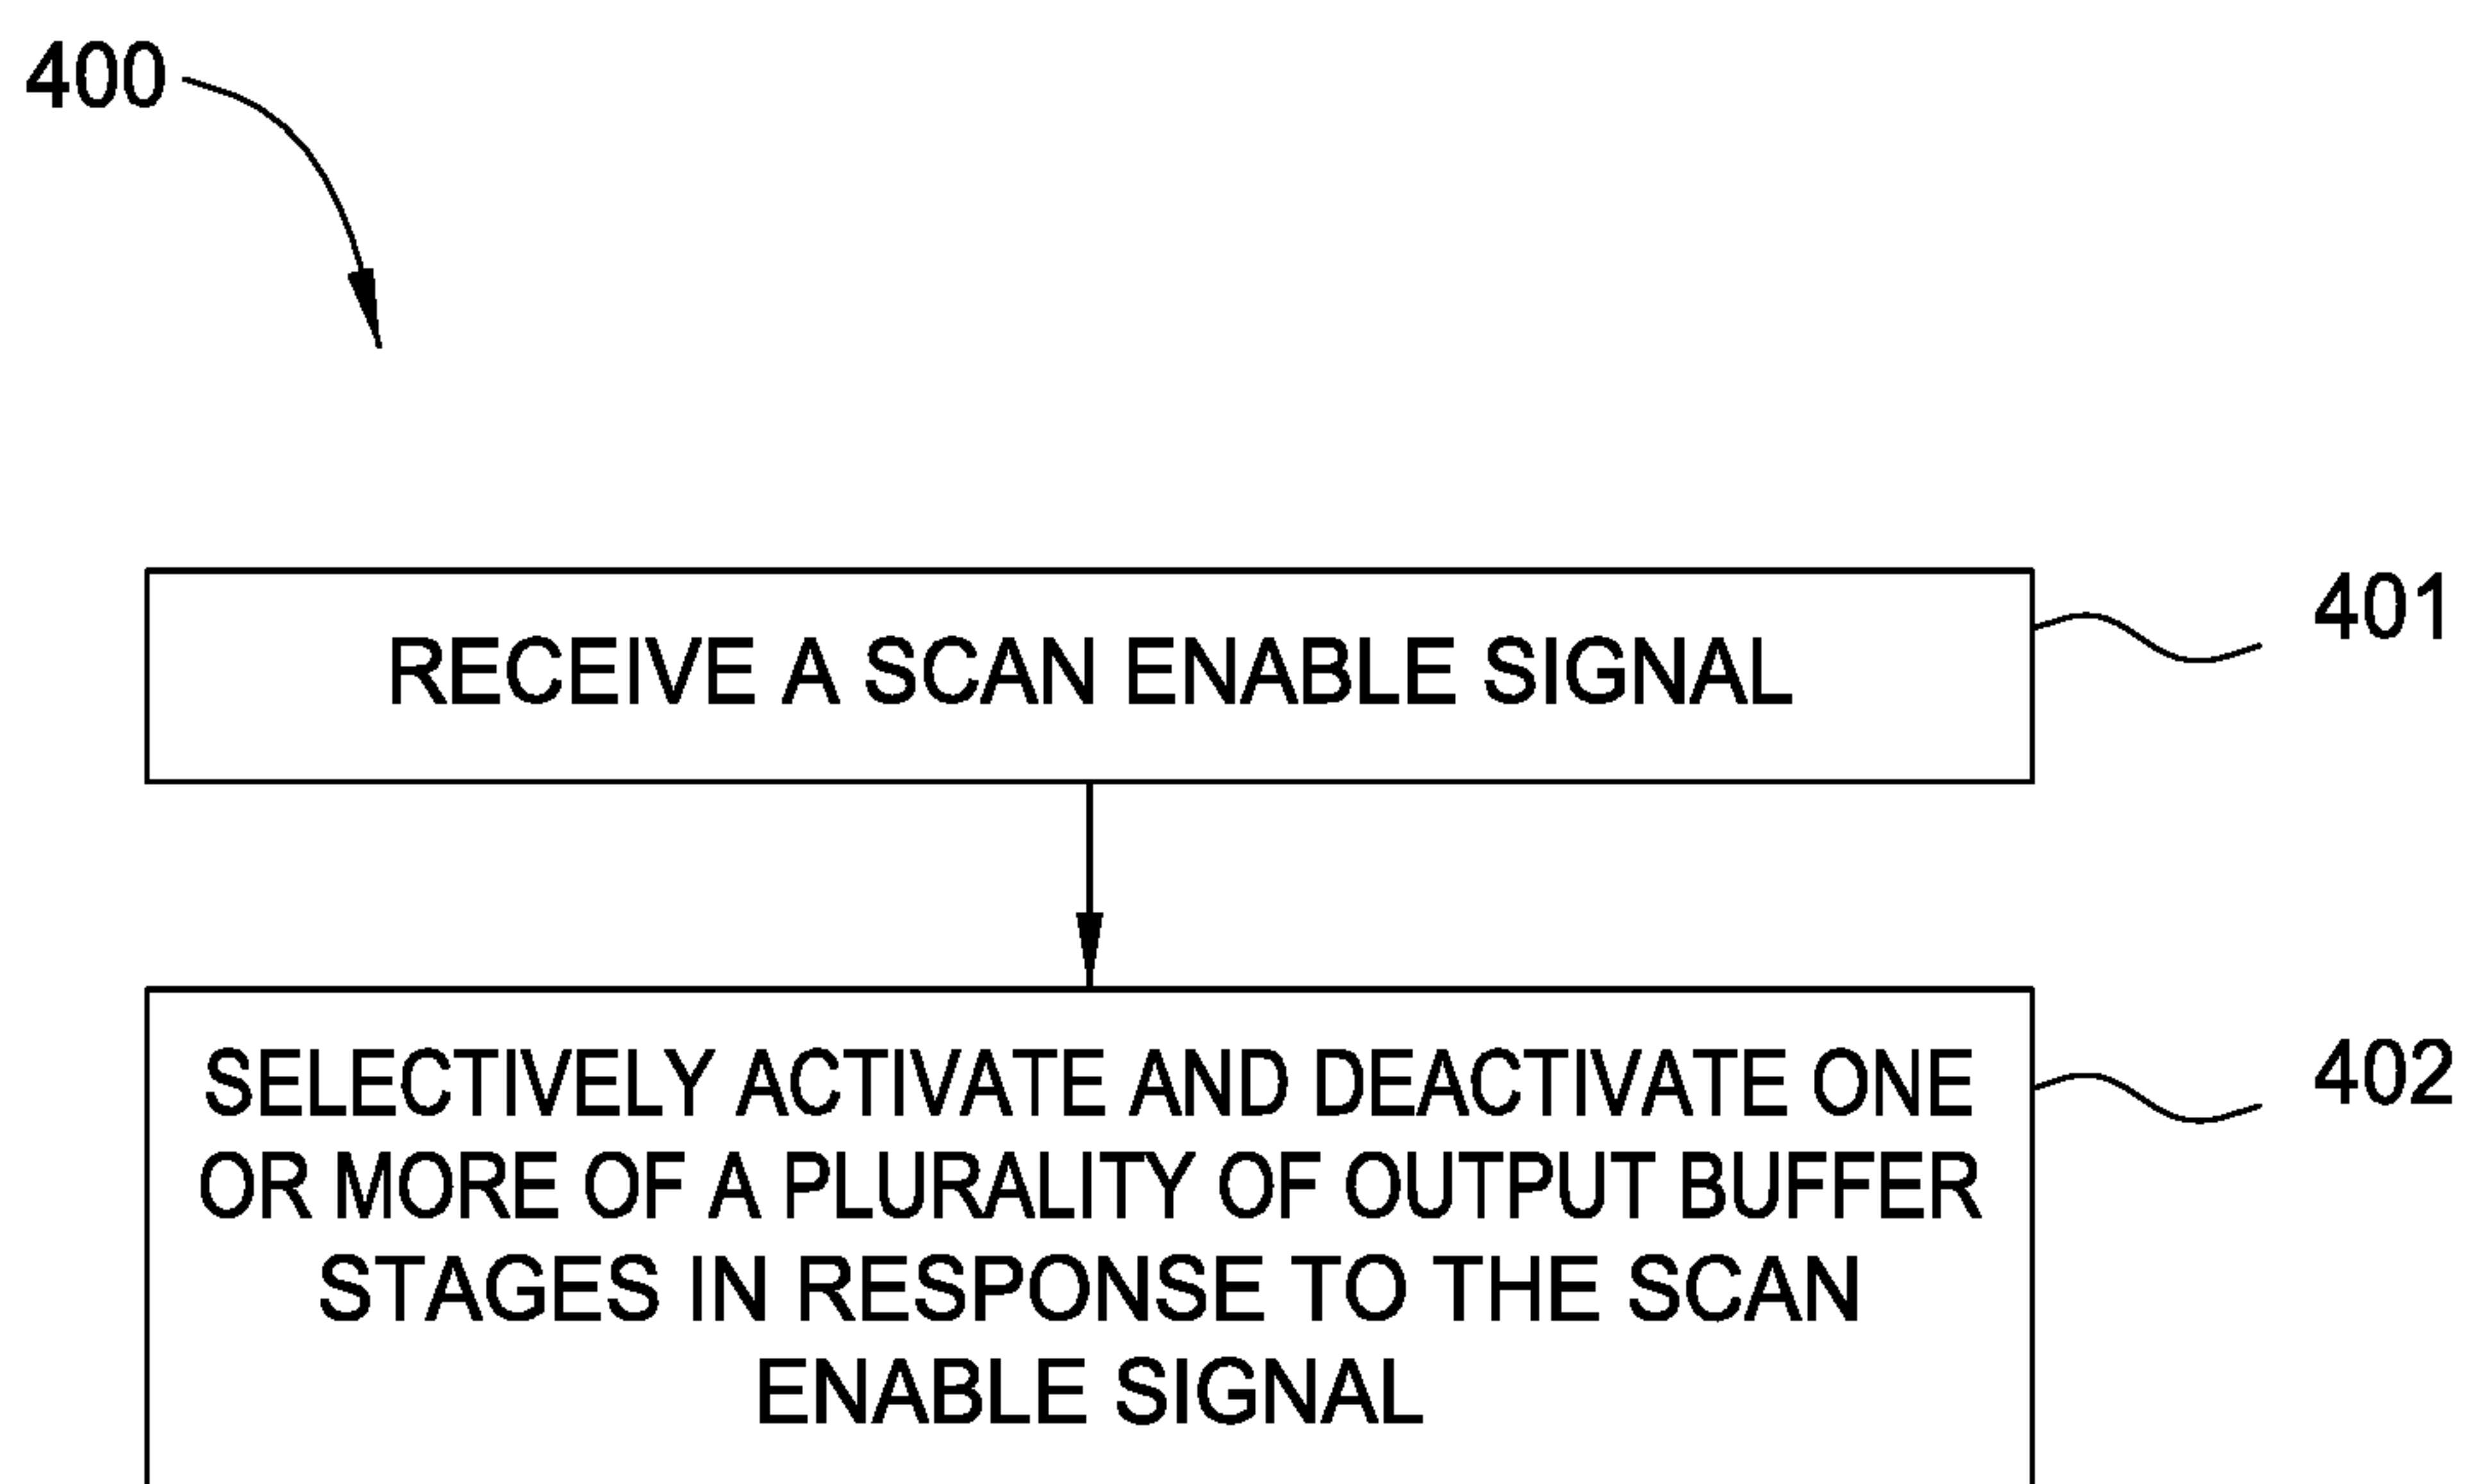 400
RECEIVE A SCAN ENABLE SIGNAL
401
SELECTIVELY ACTIVATE AND DEACTIVATE ONE
OR MORE OF A PLURALITY OF OUTPUT BUFFER
STAGES IN RESPONSE TO THE SCAN
ENABLE SIGNAL
402